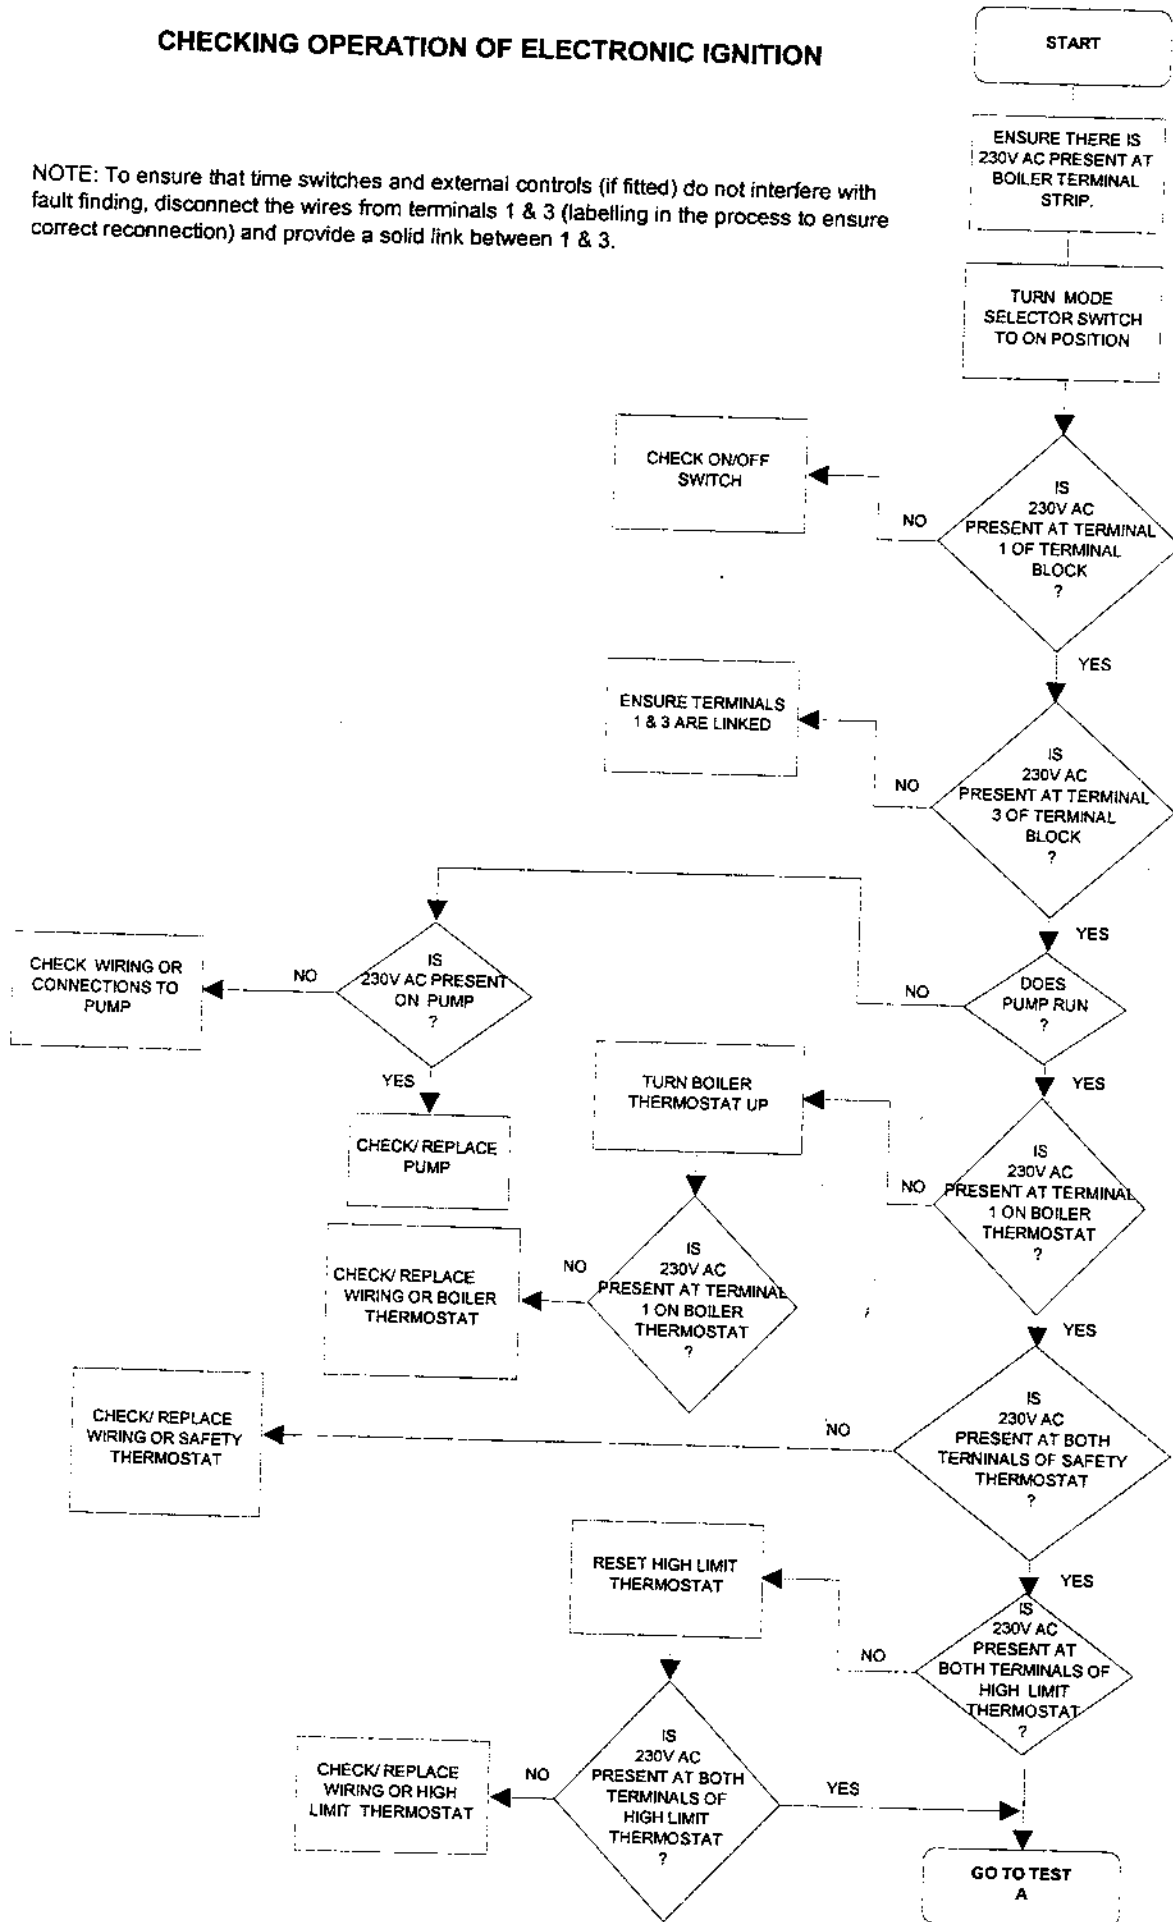 CHECKING OPERATION OF ELECTRONIC IGNITION
START
NOTE: To ensure that time switches and external controls (if fitted) do not interfere with
fault finding, disconnect the wires from terminals 1 & 3 (labelling in the process to ensure
correct reconnection) and provide a solid link between 1 & 3.
ENSURE THERE IS
230V AC PRESENT AT
BOILER TERMINAL
STRIP.
TURN MODE
SELECTOR SWITCH
TO ON POSITION
IS
230V AC
PRESENT AT TERMINAL
1 OF TERMINAL
BLOCK
?
NO
CHECK ON/OFF
SWITCH
YES
IS
230V AC
PRESENT AT TERMINAL
3 OF TERMINAL
BLOCK
?
NO
ENSURE TERMINALS
1 & 3 ARE LINKED
YES
DOES
PUMP RUN
?
NO
IS
230V AC PRESENT
ON PUMP
?
NO
CHECK WIRING OR
CONNECTIONS TO
PUMP
YES
CHECK/ REPLACE
PUMP
YES
IS
230V AC
PRESENT AT TERMINAL
1 ON BOILER
THERMOSTAT
?
NO
TURN BOILER
THERMOSTAT UP
IS
230V AC
PRESENT AT TERMINAL
1 ON BOILER
THERMOSTAT
?
NO
CHECK/ REPLACE
WIRING OR BOILER
THERMOSTAT
YES
IS
230V AC
PRESENT AT BOTH
TERNINALS OF SAFETY
THERMOSTAT
?
NO
CHECK/ REPLACE
WIRING OR SAFETY
THERMOSTAT
YES
IS
230V AC
PRESENT AT
BOTH TERMINALS OF
HIGH LIMIT
THERMOSTAT
?
NO
RESET HIGH LIMIT
THERMOSTAT
IS
230V AC
PRESENT AT BOTH
TERMINALS OF
HIGH LIMIT
THERMOSTAT
?
NO
CHECK/ REPLACE
WIRING OR HIGH
LIMIT THERMOSTAT
YES
GO TO TEST
A